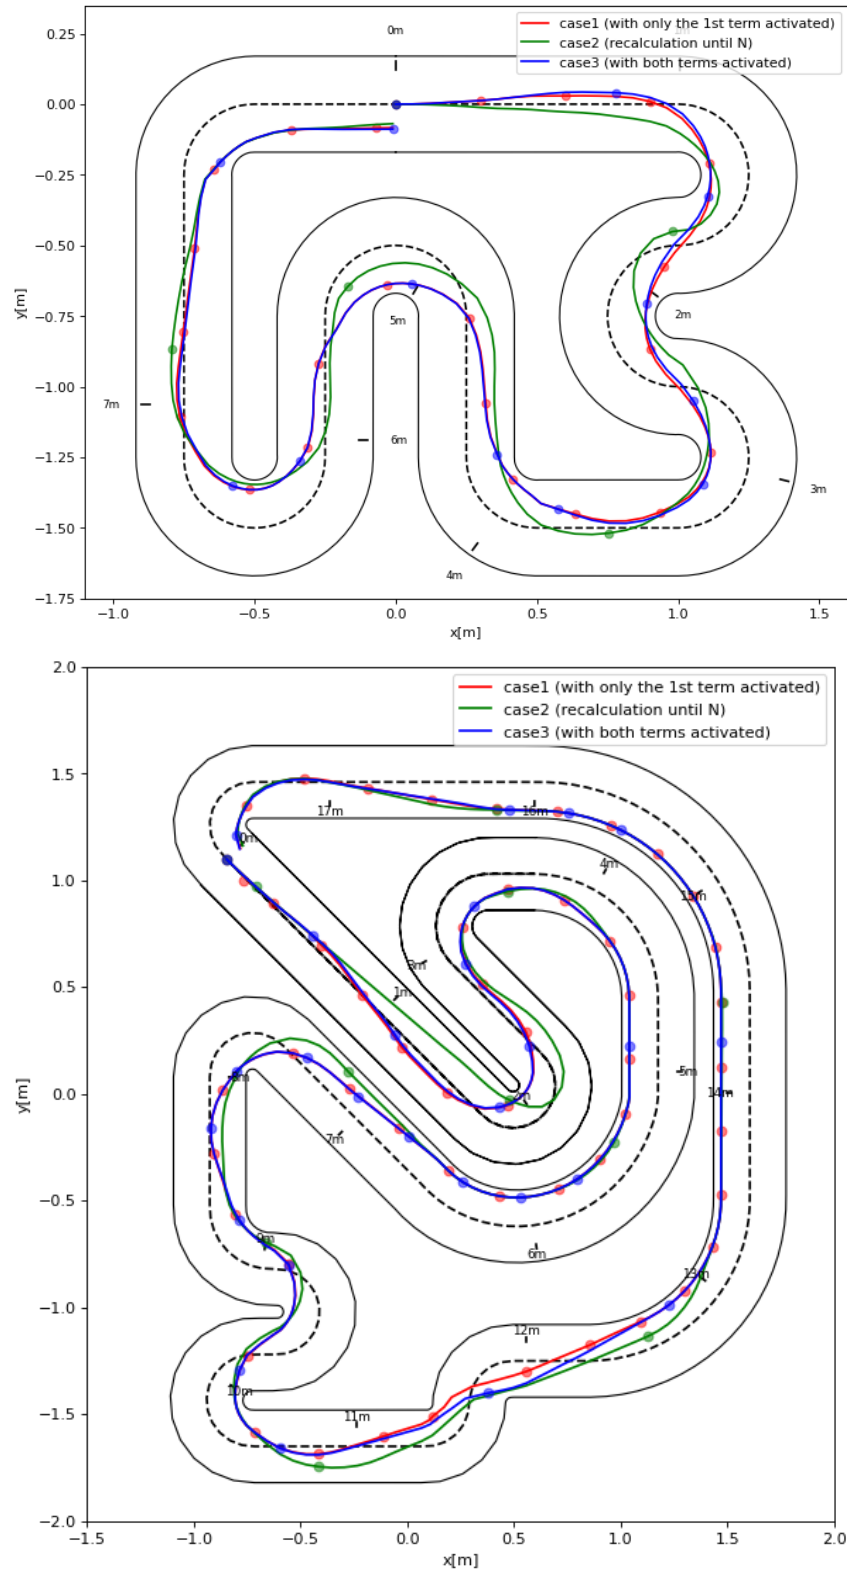 case1 (with only the 1st term activated)
case2 (recalculation until N)
case3 (with both terms activated)
0m
1m
2m
3m
4m
5m
6m
7m
0.25
0.00
−0.25
−0.50
−0.75
−1.00
−1.25
−1.50
−1.75
y[m]
−1.0
−0.5
0.0
0.5
1.0
1.5
x[m]
case1 (with only the 1st term activated)
case2 (recalculation until N)
case3 (with both terms activated)
0m
1m
2m
3m
4m
5m
6m
7m
8m
9m
10m
11m
12m
13m
14m
15m
16m
17m
2.0
1.5
1.0
0.5
0.0
−0.5
−1.0
−1.5
−2.0
y[m]
−1.5
−1.0
−0.5
0.0
0.5
1.0
1.5
2.0
x[m]